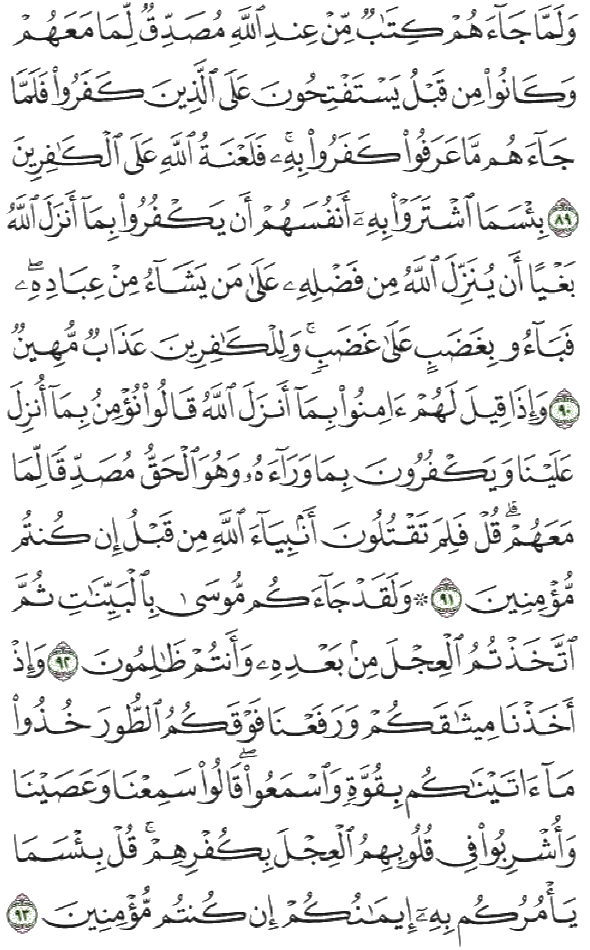 وَلَمَّا جَآءَهُمْ كِتَٰبٌ مِّنْ عِندِ ٱللَّهِ مُصَدِّقٌ لِّمَا مَعَهُمْ
وَكَانُوا۟ مِن قَبْلُ يَسْتَفْتِحُونَ عَلَى ٱلَّذِينَ كَفَرُوا۟ فَلَمَّا
جَآءَهُم مَّا عَرَفُوا۟ كَفَرُوا۟ بِهِۦ ۚ فَلَعْنَةُ ٱللَّهِ عَلَى ٱلْكَٰفِرِينَ
٨٩ بِئْسَمَا ٱشْتَرَوْا۟ بِهِۦٓ أَنفُسَهُمْ أَن يَكْفُرُوا۟ بِمَآ أَنزَلَ ٱللَّهُ
بَغْيًا أَن يُنَزِّلَ ٱللَّهُ مِن فَضْلِهِۦ عَلَىٰ مَن يَشَآءُ مِنْ عِبَادِهِۦ ۖ
فَبَآءُو بِغَضَبٍ عَلَىٰ غَضَبٍ ۚ وَلِلْكَٰفِرِينَ عَذَابٌ مُّهِينٌ
٩٠ وَإِذَا قِيلَ لَهُمْ ءَامِنُوا۟ بِمَآ أَنزَلَ ٱللَّهُ قَالُوا۟ نُؤْمِنُ بِمَآ أُنزِلَ
عَلَيْنَا وَيَكْفُرُونَ بِمَا وَرَآءَهُۥ وَهُوَ ٱلْحَقُّ مُصَدِّقًا لِّمَا
مَعَهُمْ ۗ قُلْ فَلِمَ تَقْتُلُونَ أَنۢبِيَآءَ ٱللَّهِ مِن قَبْلُ إِن كُنتُم
مُّؤْمِنِينَ ٩١ ۞ وَلَقَدْ جَآءَكُم مُّوسَىٰ بِٱلْبَيِّنَٰتِ ثُمَّ
ٱتَّخَذْتُمُ ٱلْعِجْلَ مِنۢ بَعْدِهِۦ وَأَنتُمْ ظَٰلِمُونَ ٩٢ وَإِذْ
أَخَذْنَا مِيثَٰقَكُمْ وَرَفَعْنَا فَوْقَكُمُ ٱلطُّورَ خُذُوا۟
مَآ ءَاتَيْنَٰكُم بِقُوَّةٍ وَٱسْمَعُوا۟ ۖ قَالُوا۟ سَمِعْنَا وَعَصَيْنَا
وَأُشْرِبُوا۟ فِى قُلُوبِهِمُ ٱلْعِجْلَ بِكُفْرِهِمْ ۚ قُلْ بِئْسَمَا
يَأْمُرُكُم بِهِۦٓ إِيمَٰنُكُمْ إِن كُنتُم مُّؤْمِنِينَ ٩٣